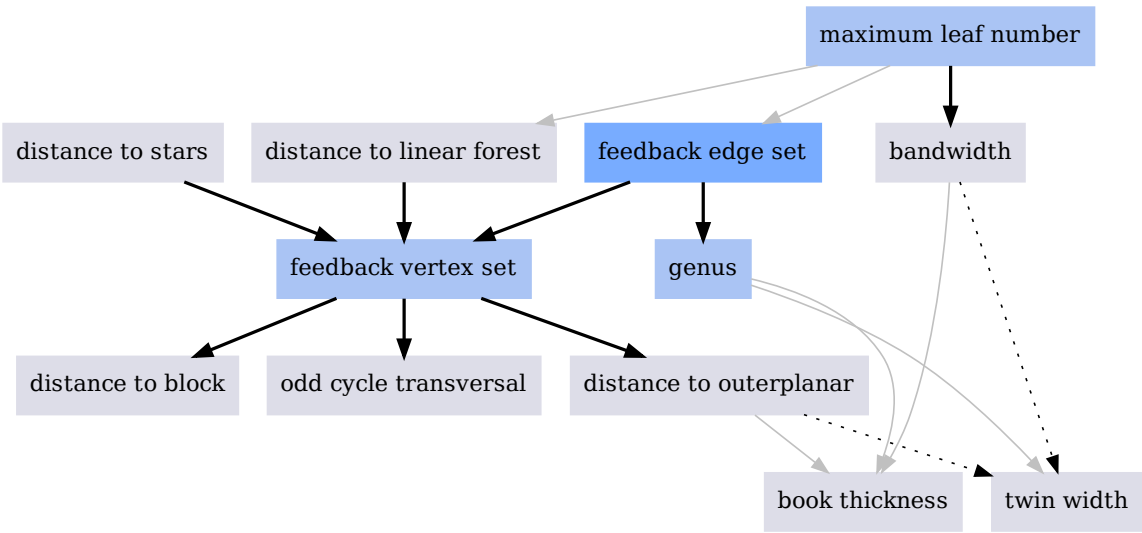 maximum leaf number
distance to stars
distance to linear forest
feedback edge set
bandwidth
feedback vertex set
genus
distance to block
odd cycle transversal
distance to outerplanar
book thickness
twin width